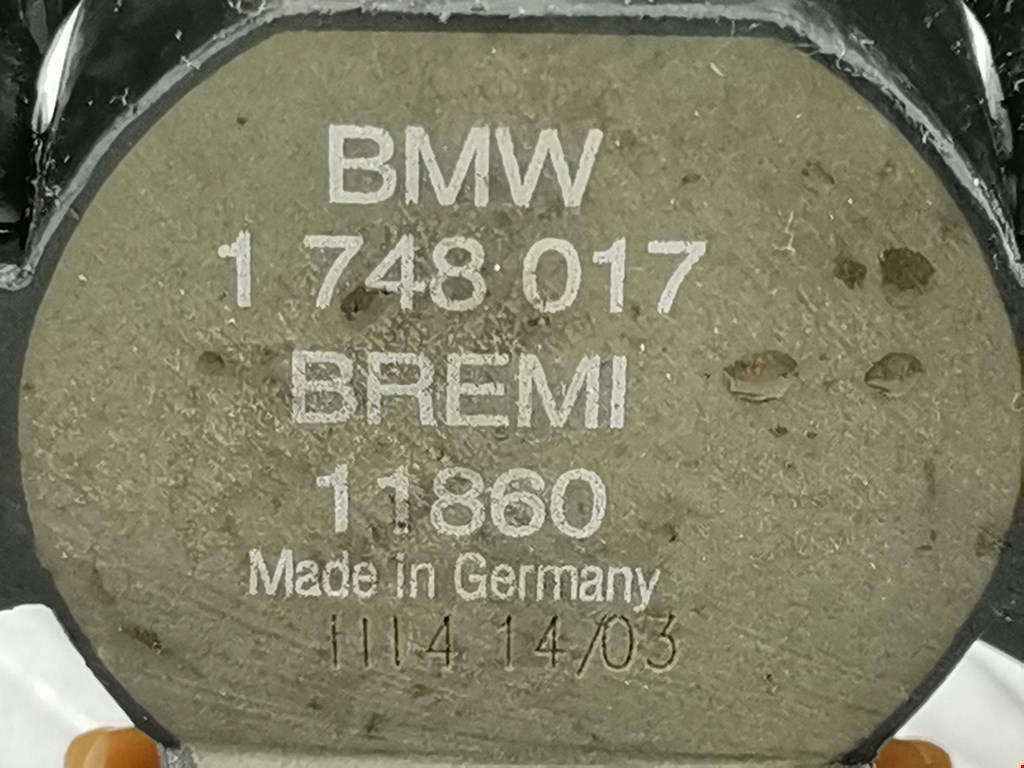 BMW
1 748 017
BREMI
11860
Made in Germany
1114 14/03